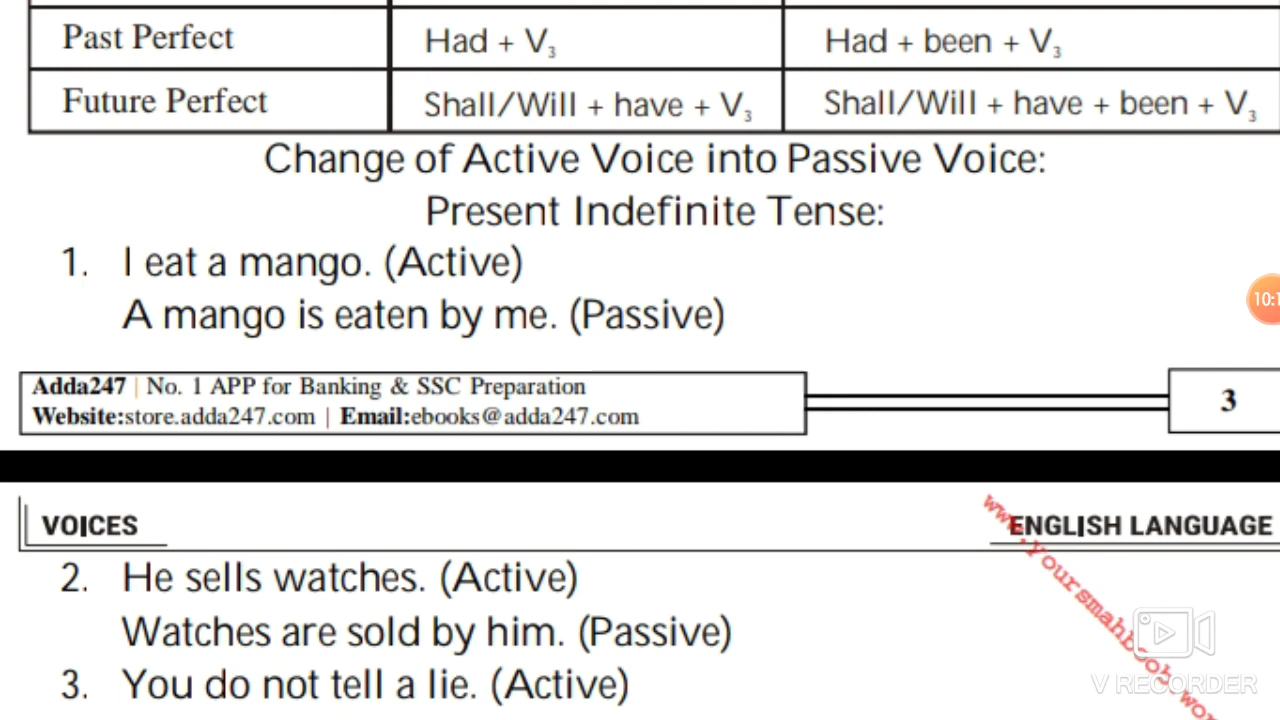 Past Perfect Had + V3 Had + been + V3
Future Perfect Shall/Will + have + V3 Shall/Will + have + been + V3
Change of Active Voice into Passive Voice:
Present Indefinite Tense:
1. I eat a mango. (Active)
A mango is eaten by me. (Passive)
Adda247 | No. 1 APP for Banking & SSC Preparation
Website:store.adda247.com | Email:ebooks@adda247.com
3
VOICES ENGLISH LANGUAGE
2. He sells watches. (Active)
Watches are sold by him. (Passive)
3. You do not tell a lie. (Active)
V RECORDER